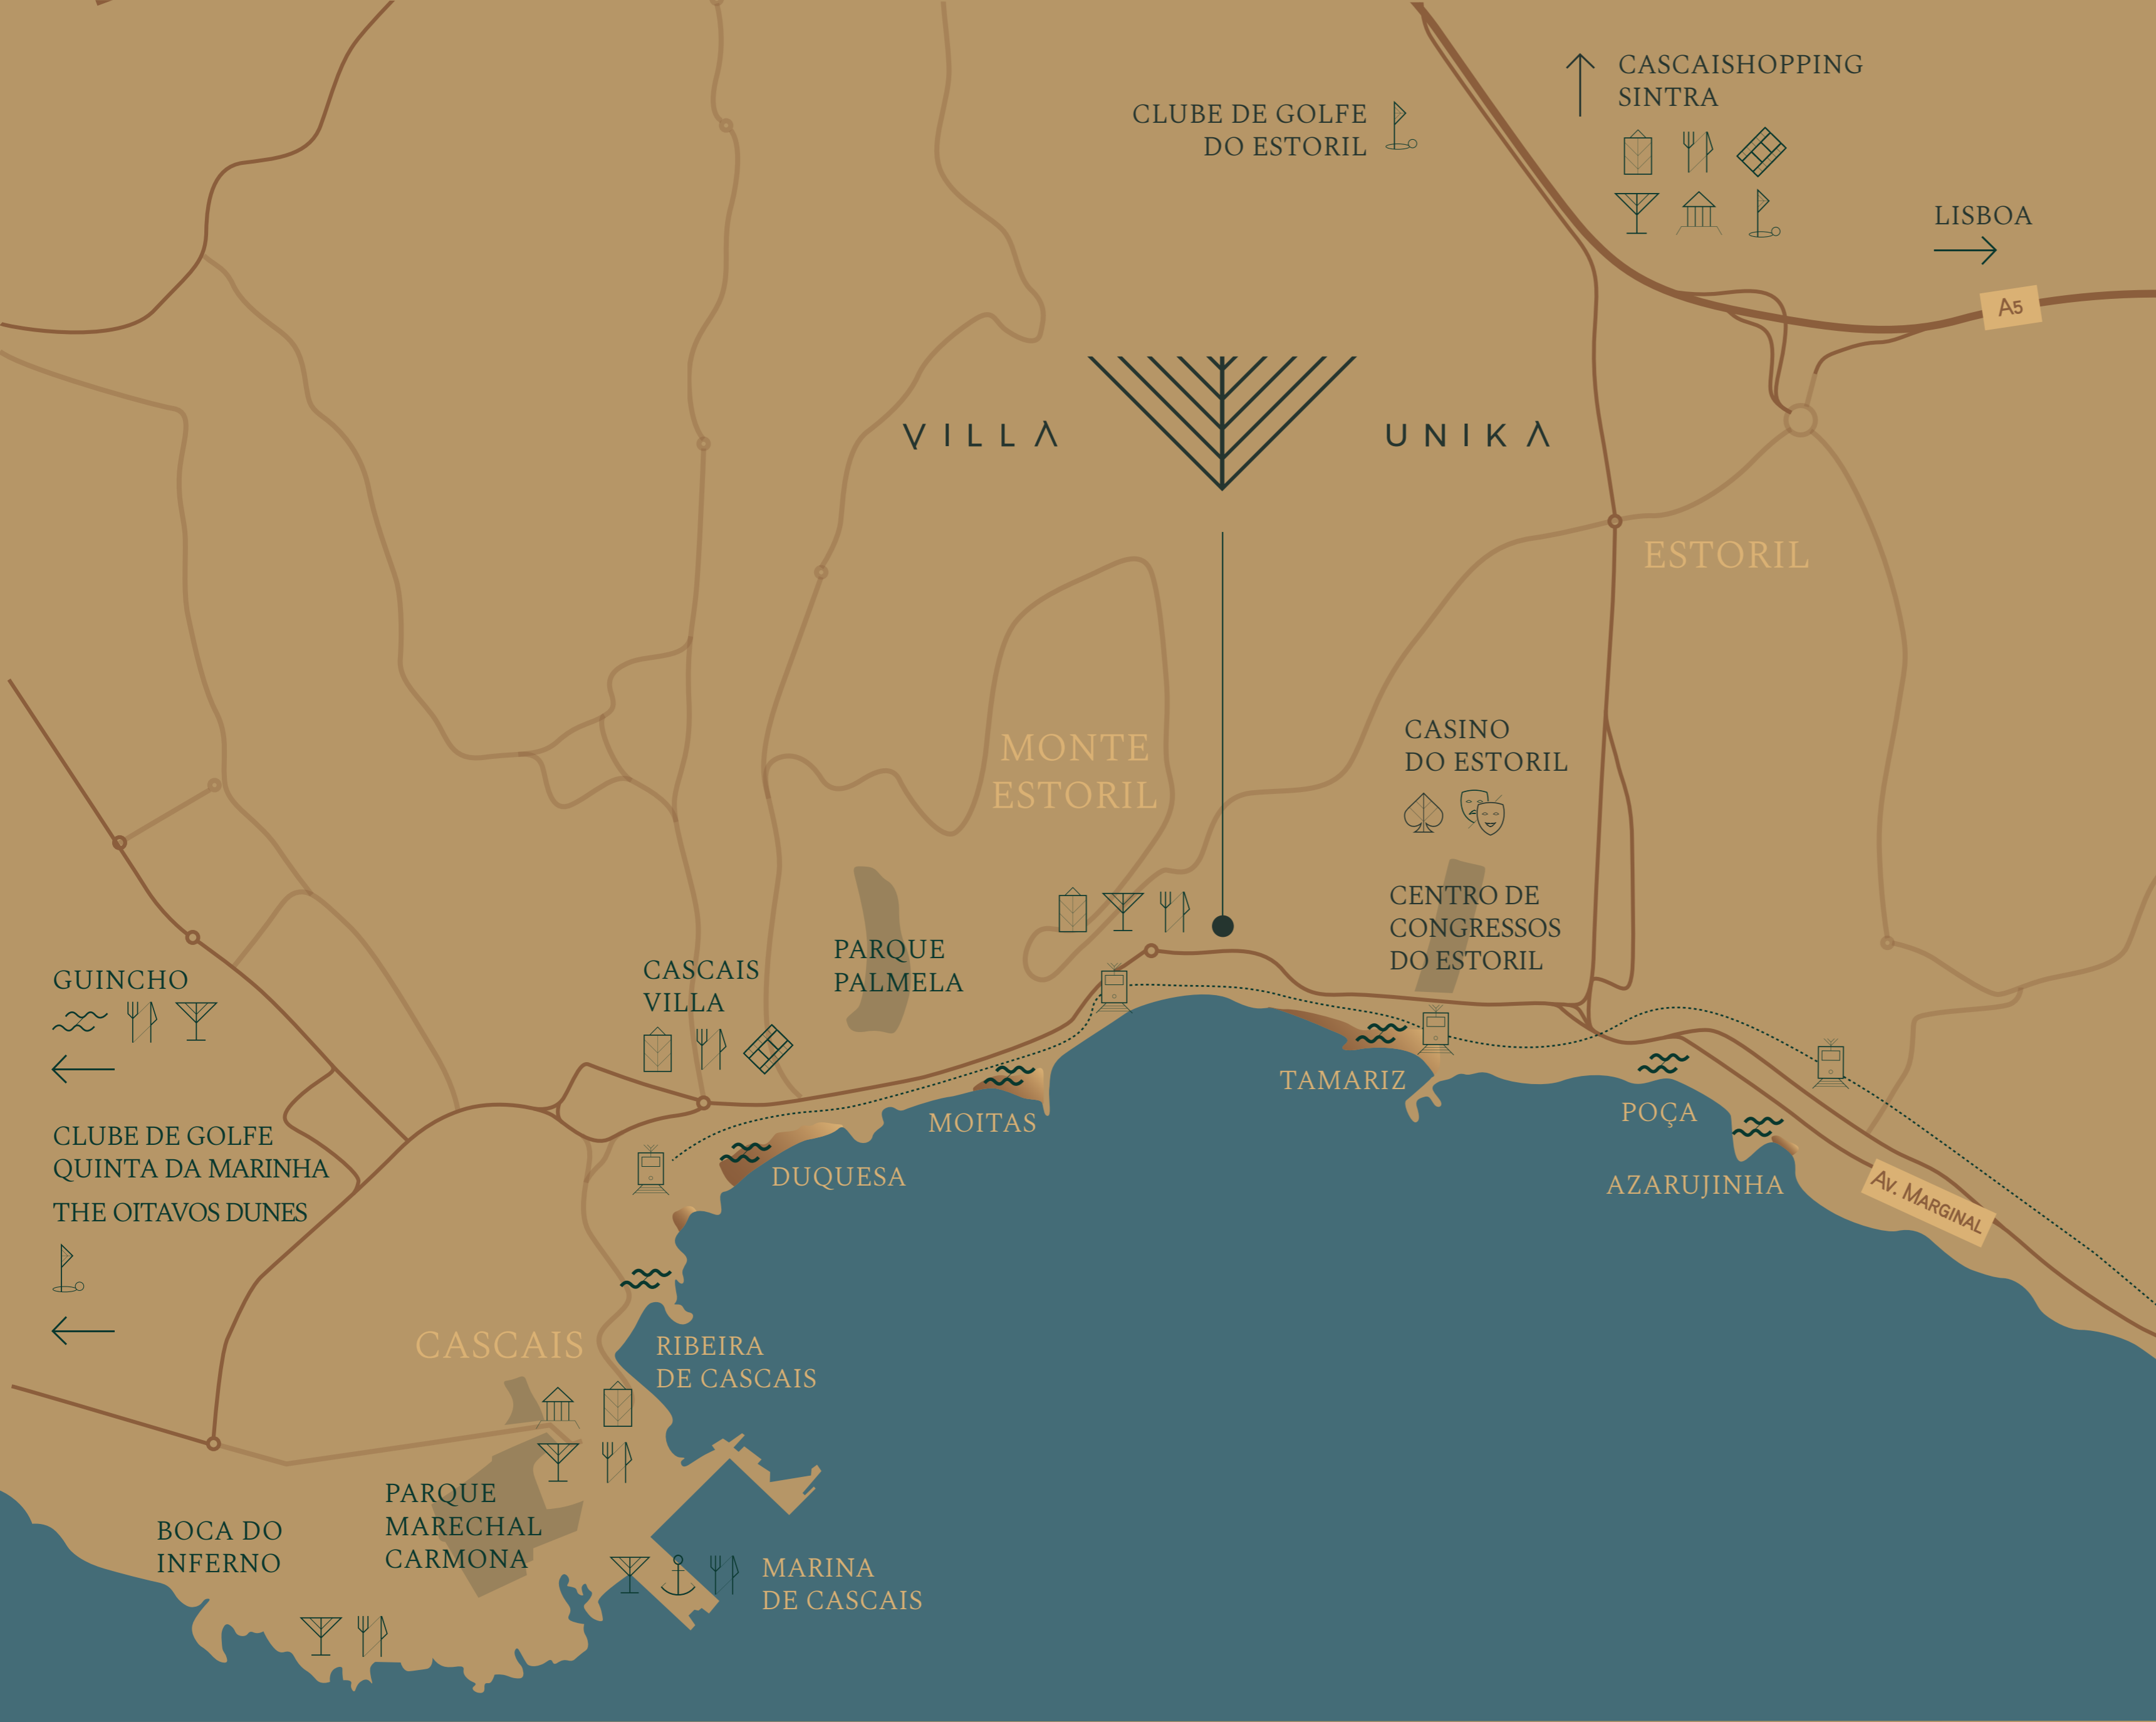 CASCAISHOPPING
SINTRA
CLUBE DE GOLFE
DO ESTORIL
LISBOA
A5
VILLA UNIKA
ESTORIL
MONTE
ESTORIL
CASINO
DO ESTORIL
CENTRO DE
CONGRESSOS
DO ESTORIL
PARQUE
PALMELA
CASCAIS
VILLA
GUINCHO
CLUBE DE GOLFE
QUINTA DA MARINHA
THE OITAVOS DUNES
MOITAS
TAMARIZ
POÇA
DUQUESA
AZARUJINHA
Av. MARGINAL
CASCAIS
RIBEIRA
DE CASCAIS
PARQUE
MARECHAL
CARMONA
BOCA DO
INFERNO
MARINA
DE CASCAIS